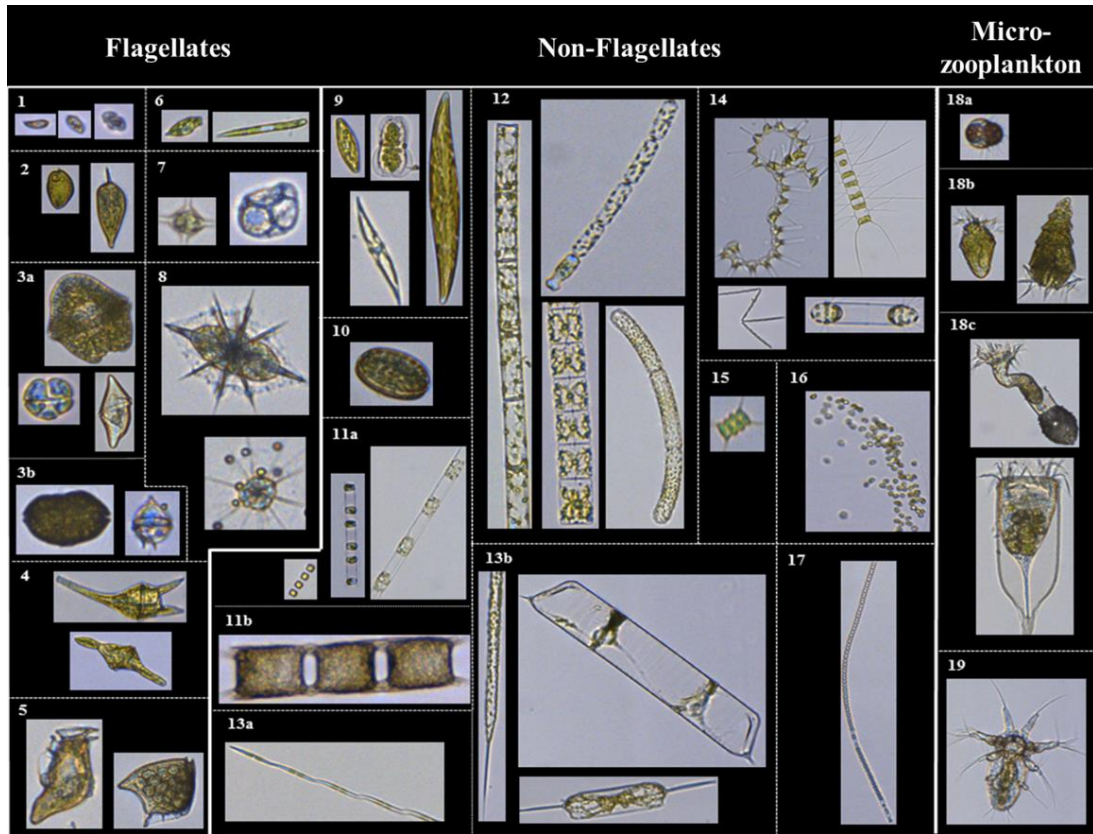 Flagellates
Non-Flagellates
Micro-
zooplankton
1
6
9
12
14
18a
2
7
18b
3a
8
10
15
16
18c
11a
3b
4
13b
17
11b
5
13a
19